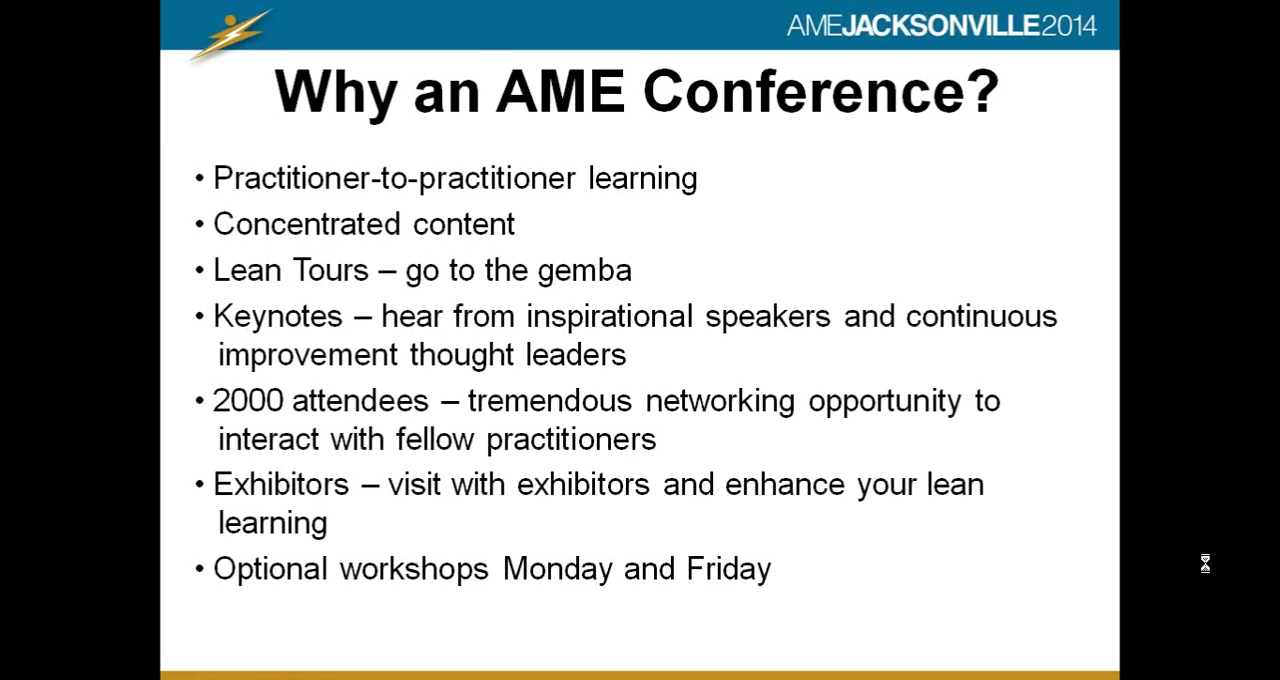 AMEJACKSONVILLE2014
Why an AME Conference?
• Practitioner-to-practitioner learning
• Concentrated content
• Lean Tours – go to the gemba
• Keynotes – hear from inspirational speakers and continuous
improvement thought leaders
• 2000 attendees – tremendous networking opportunity to
interact with fellow practitioners
• Exhibitors – visit with exhibitors and enhance your lean
learning
• Optional workshops Monday and Friday